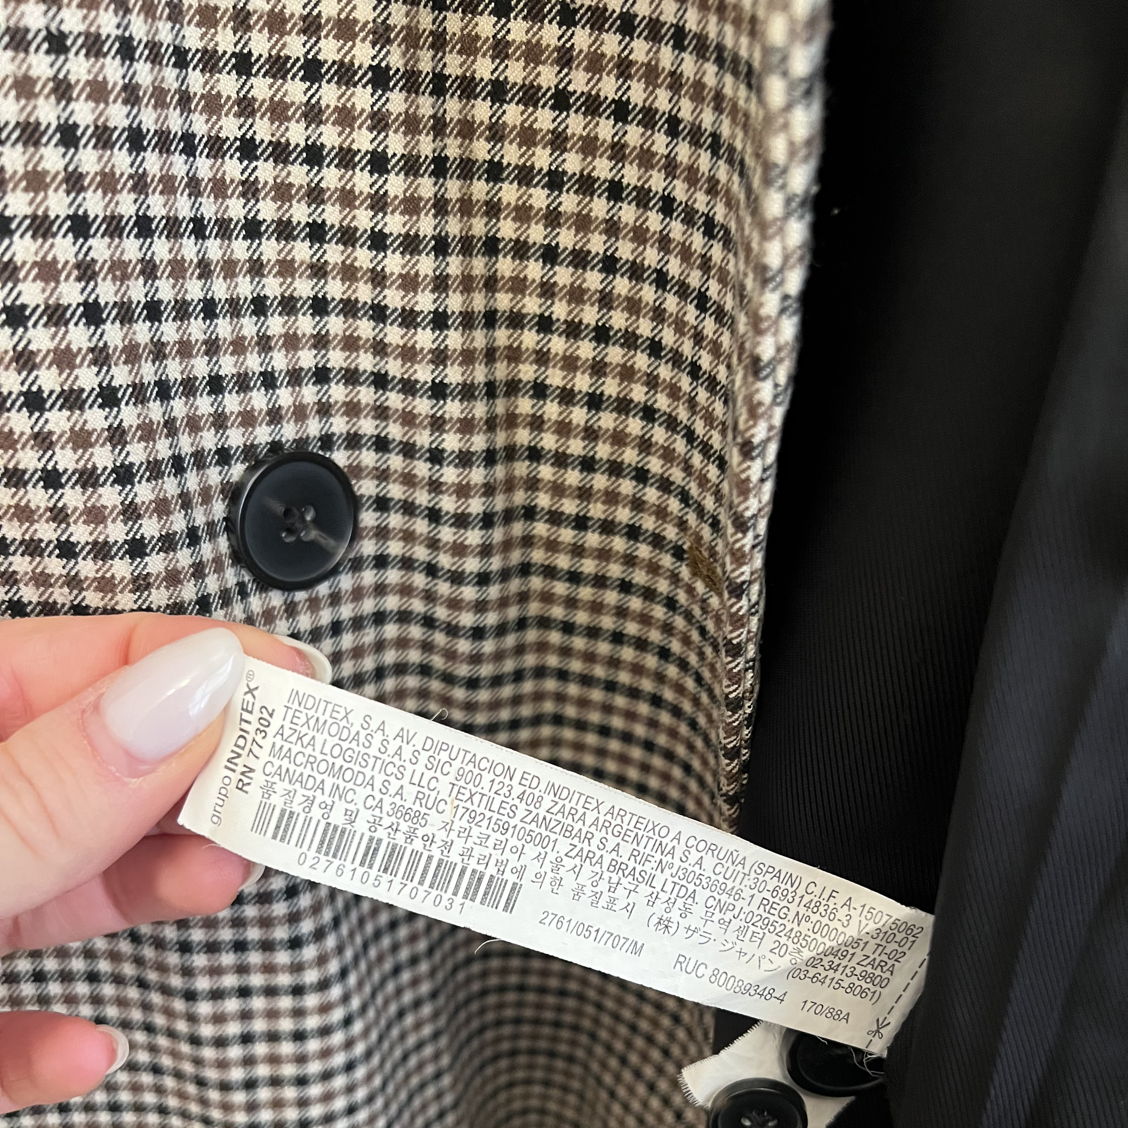 grupo INDITEX®
RN 77302
INDITEX, S.A. AV. DIPUTACION ED.INDITEX ARTEIXO A CORUÑA (SPAIN) C.I.F. A-15075062
TEXMODAS S.A.S SIC 900.123.408 ZARA ARGENTINA S.A. CUIT:30-69314836-3
AZKA LOGISTICS LLC, TEXTILES ZANZIBAR S.A. RIF:NºJ30536946-1 REG.Nº:0000051 TI-02
MACROMODA S.A. RUC 1792159105001. ZARA BRASIL LTDA. CNPJ:02952485000491 ZARA
CANADA INC. CA 36685. 자라코리아 서울시 강남구 삼성동 무역센터 20층 02-3413-9800
품질경영 및 공산품안전 관리법에 의한 품질표시 (株) ザラ・ジャパン (03-6415-8061)
02761051707031
2761/051/707/M
RUC 80089348-4
170/88A